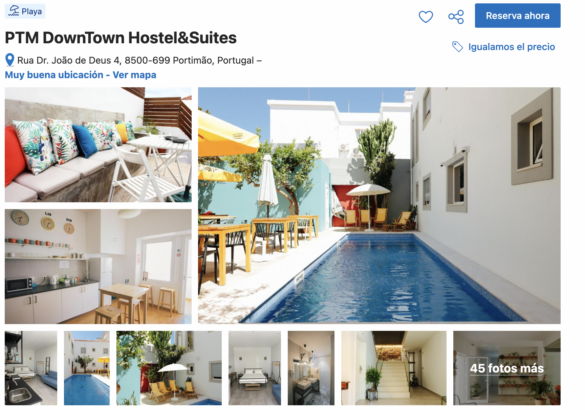 Playa
Reserva ahora
PTM DownTown Hostel&Suites
Igualamos el precio
Rua Dr. João de Deus 4, 8500-699 Portimão, Portugal –
Muy buena ubicación - Ver mapa
45 fotos más